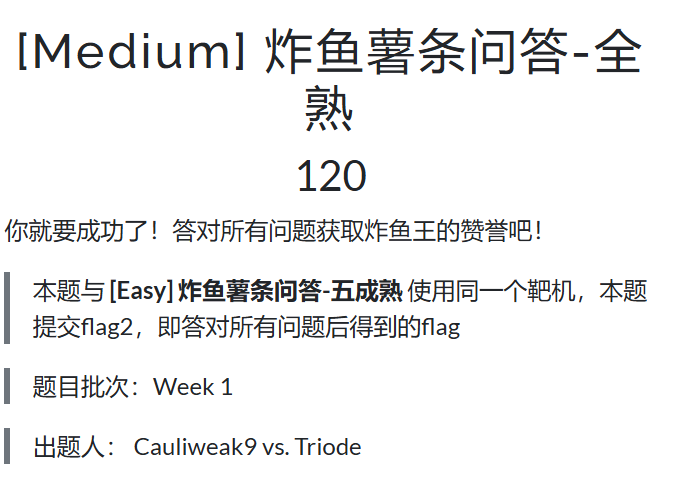 [Medium] 炸鱼薯条问答-全
熟
120
你就要成功了！答对所有问题获取炸鱼王的赞誉吧！
本题与 [Easy] 炸鱼薯条问答-五成熟 使用同一个靶机，本题
提交flag2，即答对所有问题后得到的flag
题目批次：Week 1
出题人： Cauliweak9 vs. Triode